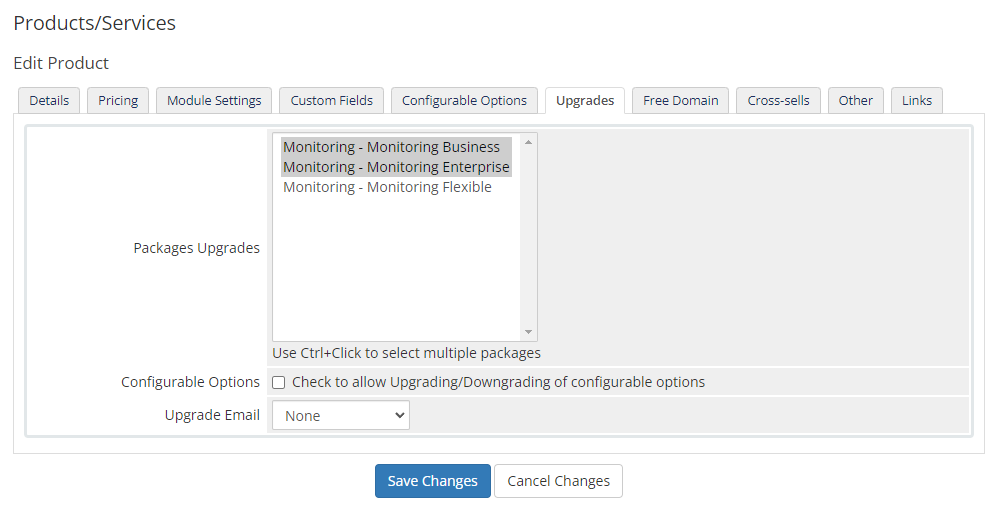 Products/Services
Edit Product
Details Pricing Module Settings Custom Fields Configurable Options Upgrades Free Domain Cross-sells Other Links
Monitoring - Monitoring Business
Monitoring - Monitoring Enterprise
Monitoring - Monitoring Flexible
Packages Upgrades
Use Ctrl+Click to select multiple packages
Configurable Options Check to allow Upgrading/Downgrading of configurable options
Upgrade Email None
Save Changes Cancel Changes